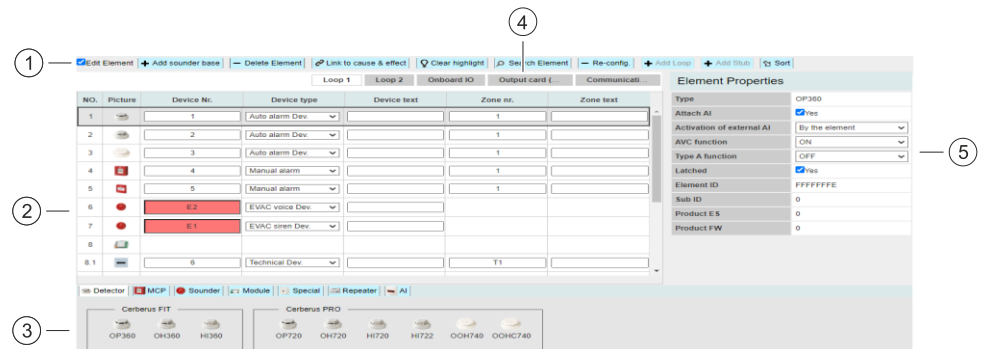 4
1
Edit Element + Add sounder base − Delete Element Link to cause & effect Clear highlight Search Element − Re-config. + Add Loop + Add Stub Sort
Loop 1 Loop 2 Onboard IO Output card (... Communicati...
Element Properties
NO. Picture Device Nr. Device type Device text Zone nr. Zone text
1 1 Auto alarm Dev. 1
2 2 Auto alarm Dev. 1
3 3 Auto alarm Dev. 1
4 4 Manual alarm 1
5 5 Manual alarm 1
6 E2 EVAC voice Dev.
7 E1 EVAC siren Dev.
8
8.1 6 Technical Dev. T1
Type OP360
Attach AI Yes
Activation of external AI By the element
AVC function ON
Type A function OFF
Latched Yes
Element ID FFFFFFFE
Sub ID 0
Product ES 0
Product FW 0
5
2
Detector MCP Sounder Module Special Repeater AI
3
Cerberus FIT Cerberus PRO
OP360 OH360 HI360 OP720 OH720 HI720 HI722 OOH740 OOHC740